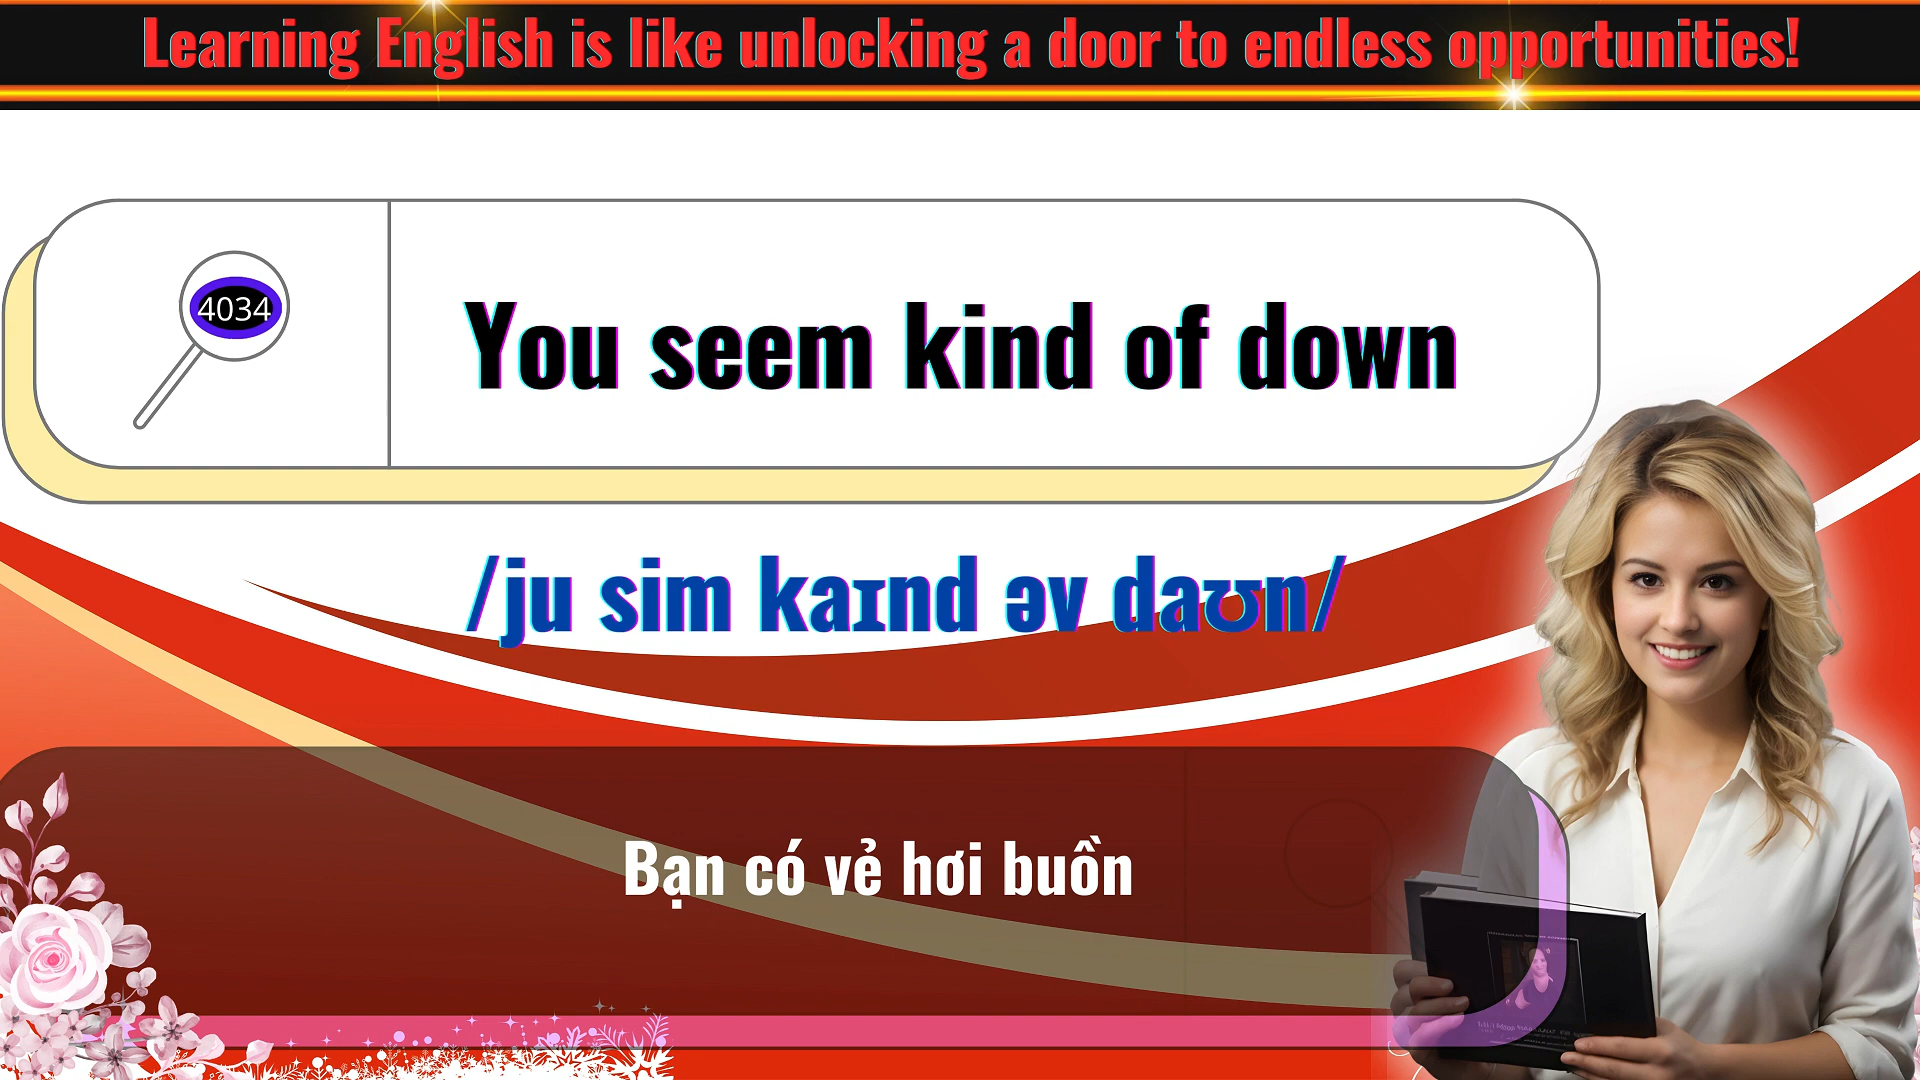 Learning English is like unlocking a door to endless opportunities!
4034
You seem kind of down
/ju sim kaɪnd əv daʊn/
Bạn có vẻ hơi buồn